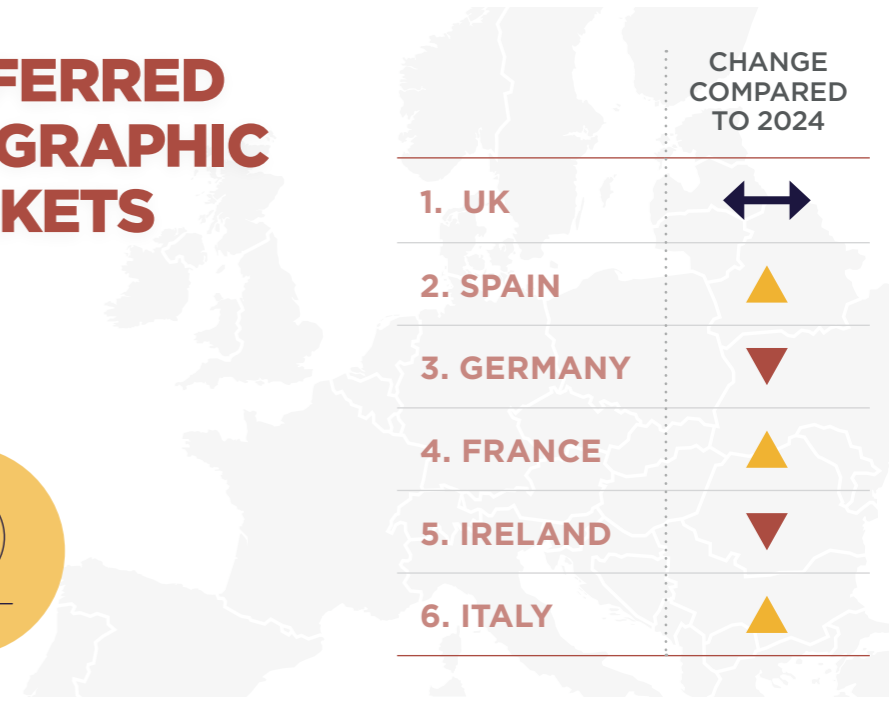 FERRED
GRAPHIC
KETS
CHANGE
COMPARED
TO 2024
1. UK
2. SPAIN
3. GERMANY
4. FRANCE
5. IRELAND
6. ITALY